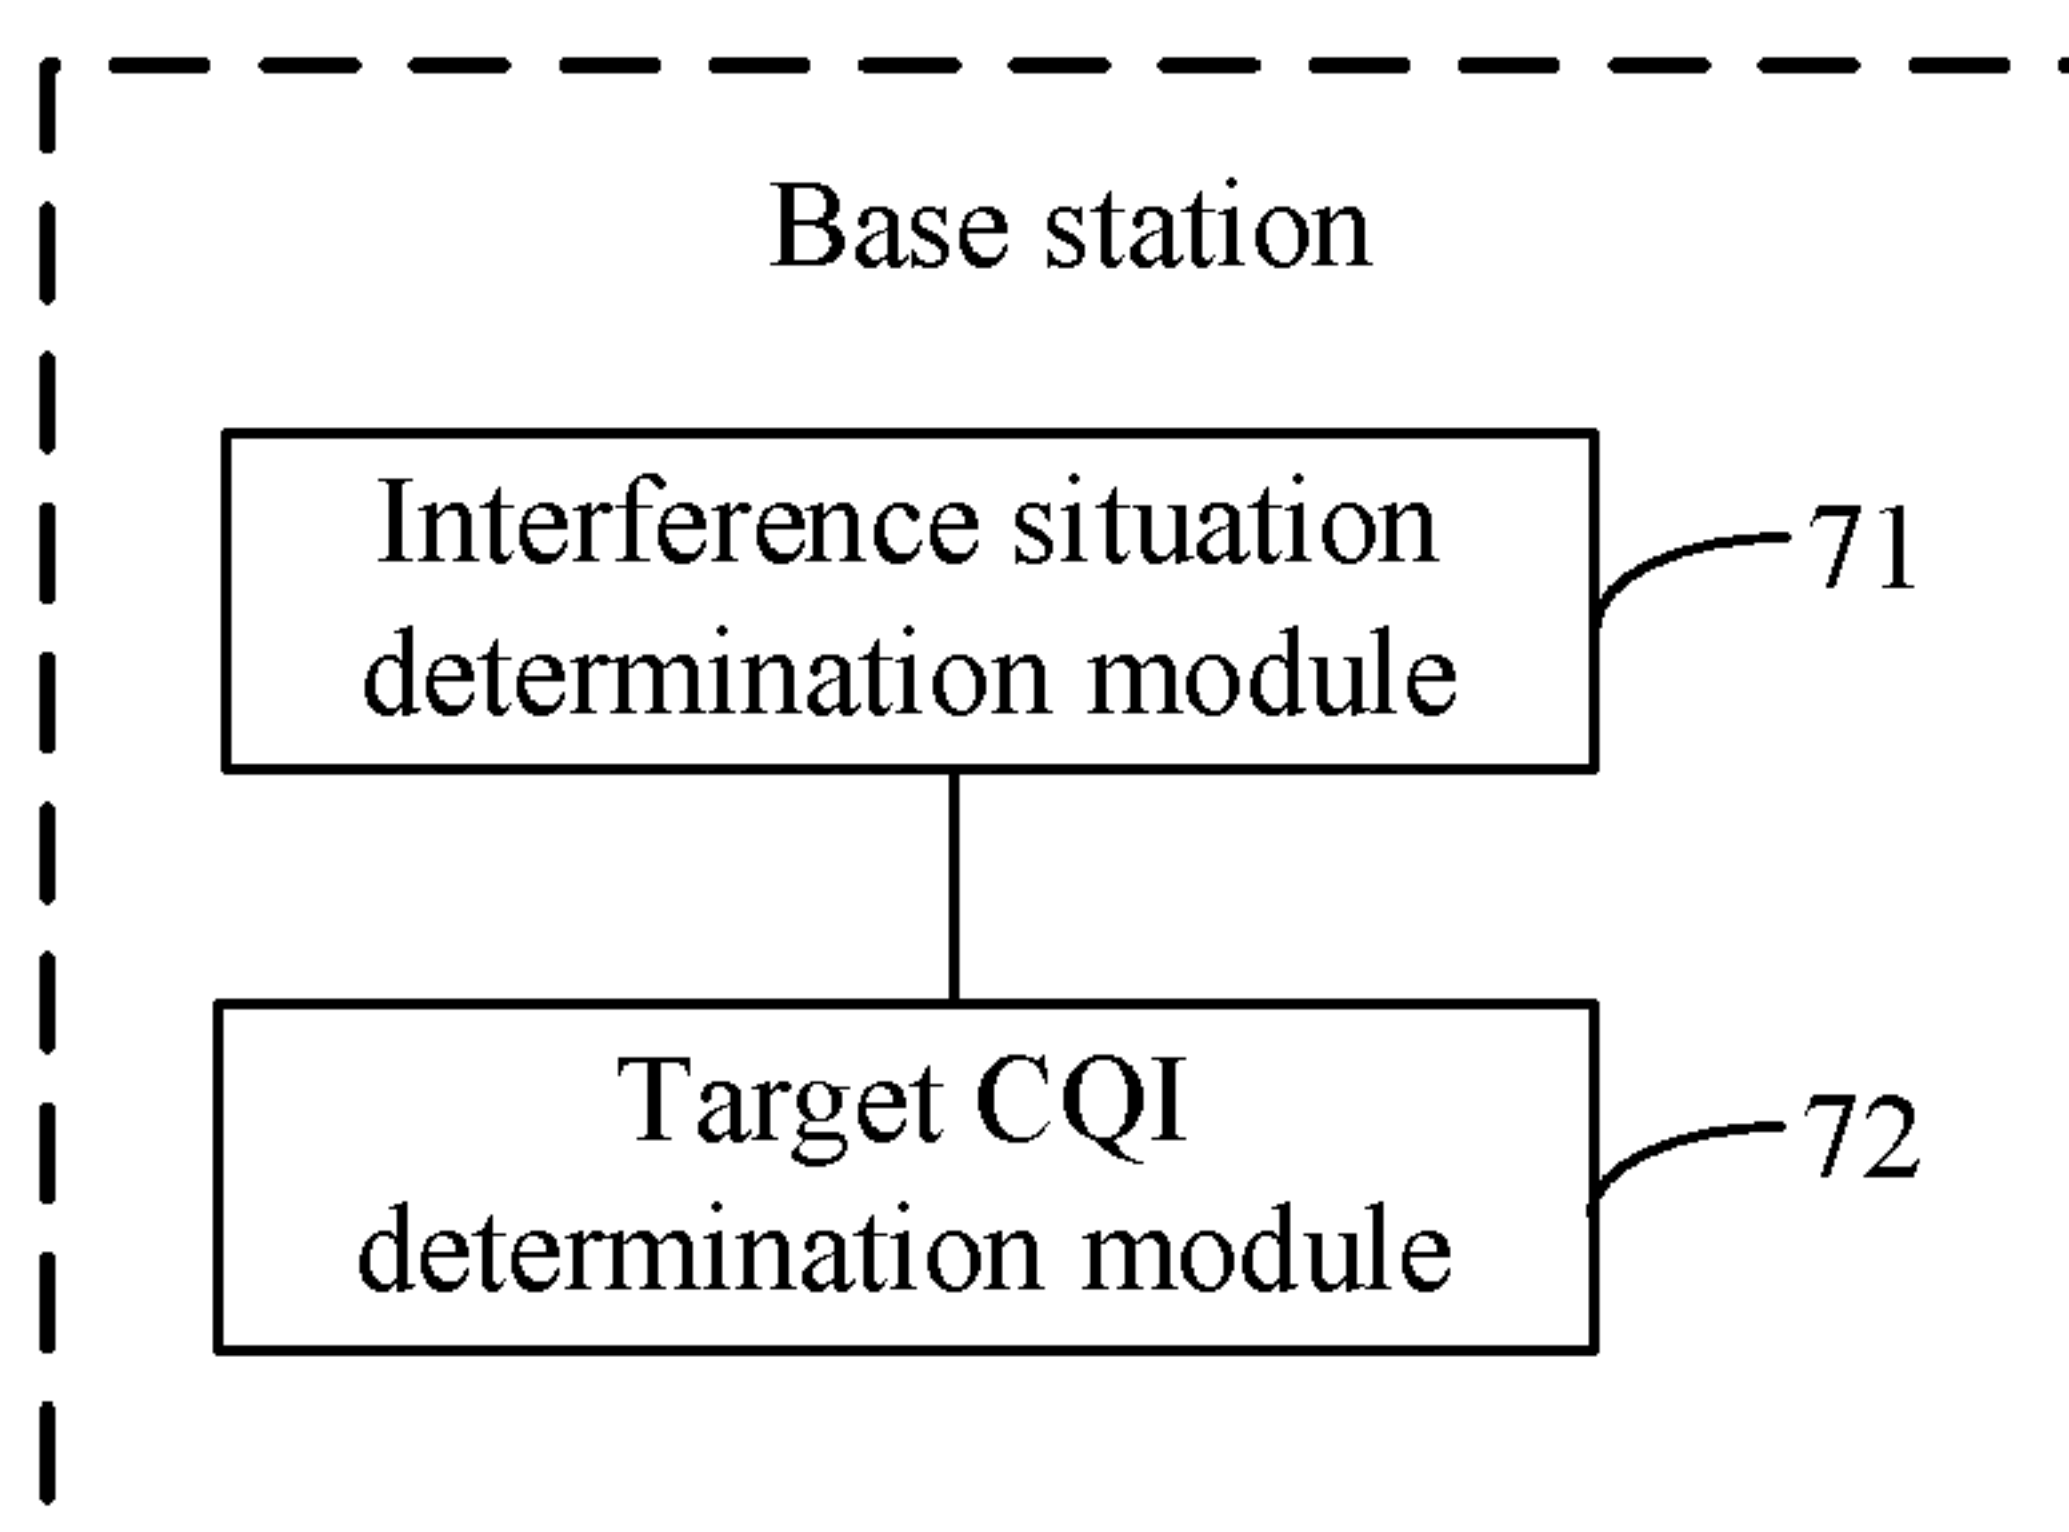 Base station
Interference situation
determination module
71
Target CQI
determination module
72